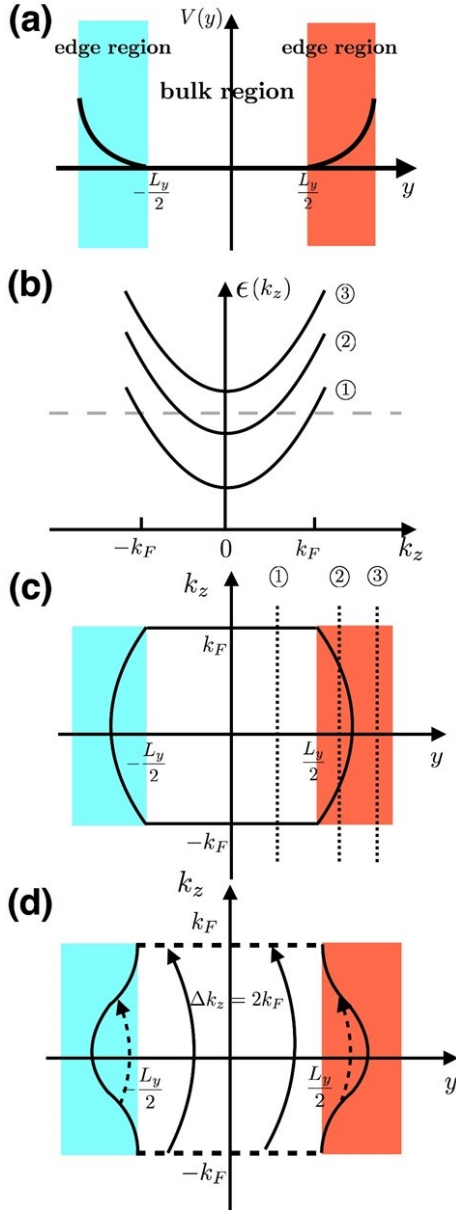 (a)
V(y)
edge region
edge region
bulk region
-L_y/2
L_y/2
y
(b)
ϵ(k_z)
③
②
①
-k_F
0
k_F
k_z
(c)
k_z
①
②
③
k_F
-L_y/2
L_y/2
y
-k_F
(d)
k_z
k_F
Δk_z = 2k_F
-L_y/2
L_y/2
y
-k_F